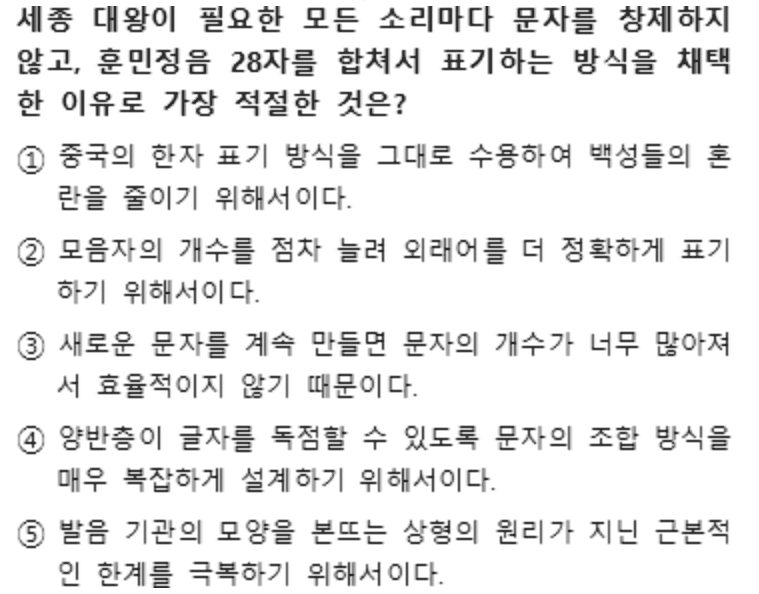 세종 대왕이 필요한 모든 소리마다 문자를 창제하지
않고, 훈민정음 28자를 합쳐서 표기하는 방식을 채택
한 이유로 가장 적절한 것은?
① 중국의 한자 표기 방식을 그대로 수용하여 백성들의 혼
란을 줄이기 위해서이다.
② 모음자의 개수를 점차 늘려 외래어를 더 정확하게 표기
하기 위해서이다.
③ 새로운 문자를 계속 만들면 문자의 개수가 너무 많아져
서 효율적이지 않기 때문이다.
④ 양반층이 글자를 독점할 수 있도록 문자의 조합 방식을
매우 복잡하게 설계하기 위해서이다.
⑤ 발음 기관의 모양을 본뜨는 상형의 원리가 지닌 근본적
인 한계를 극복하기 위해서이다.